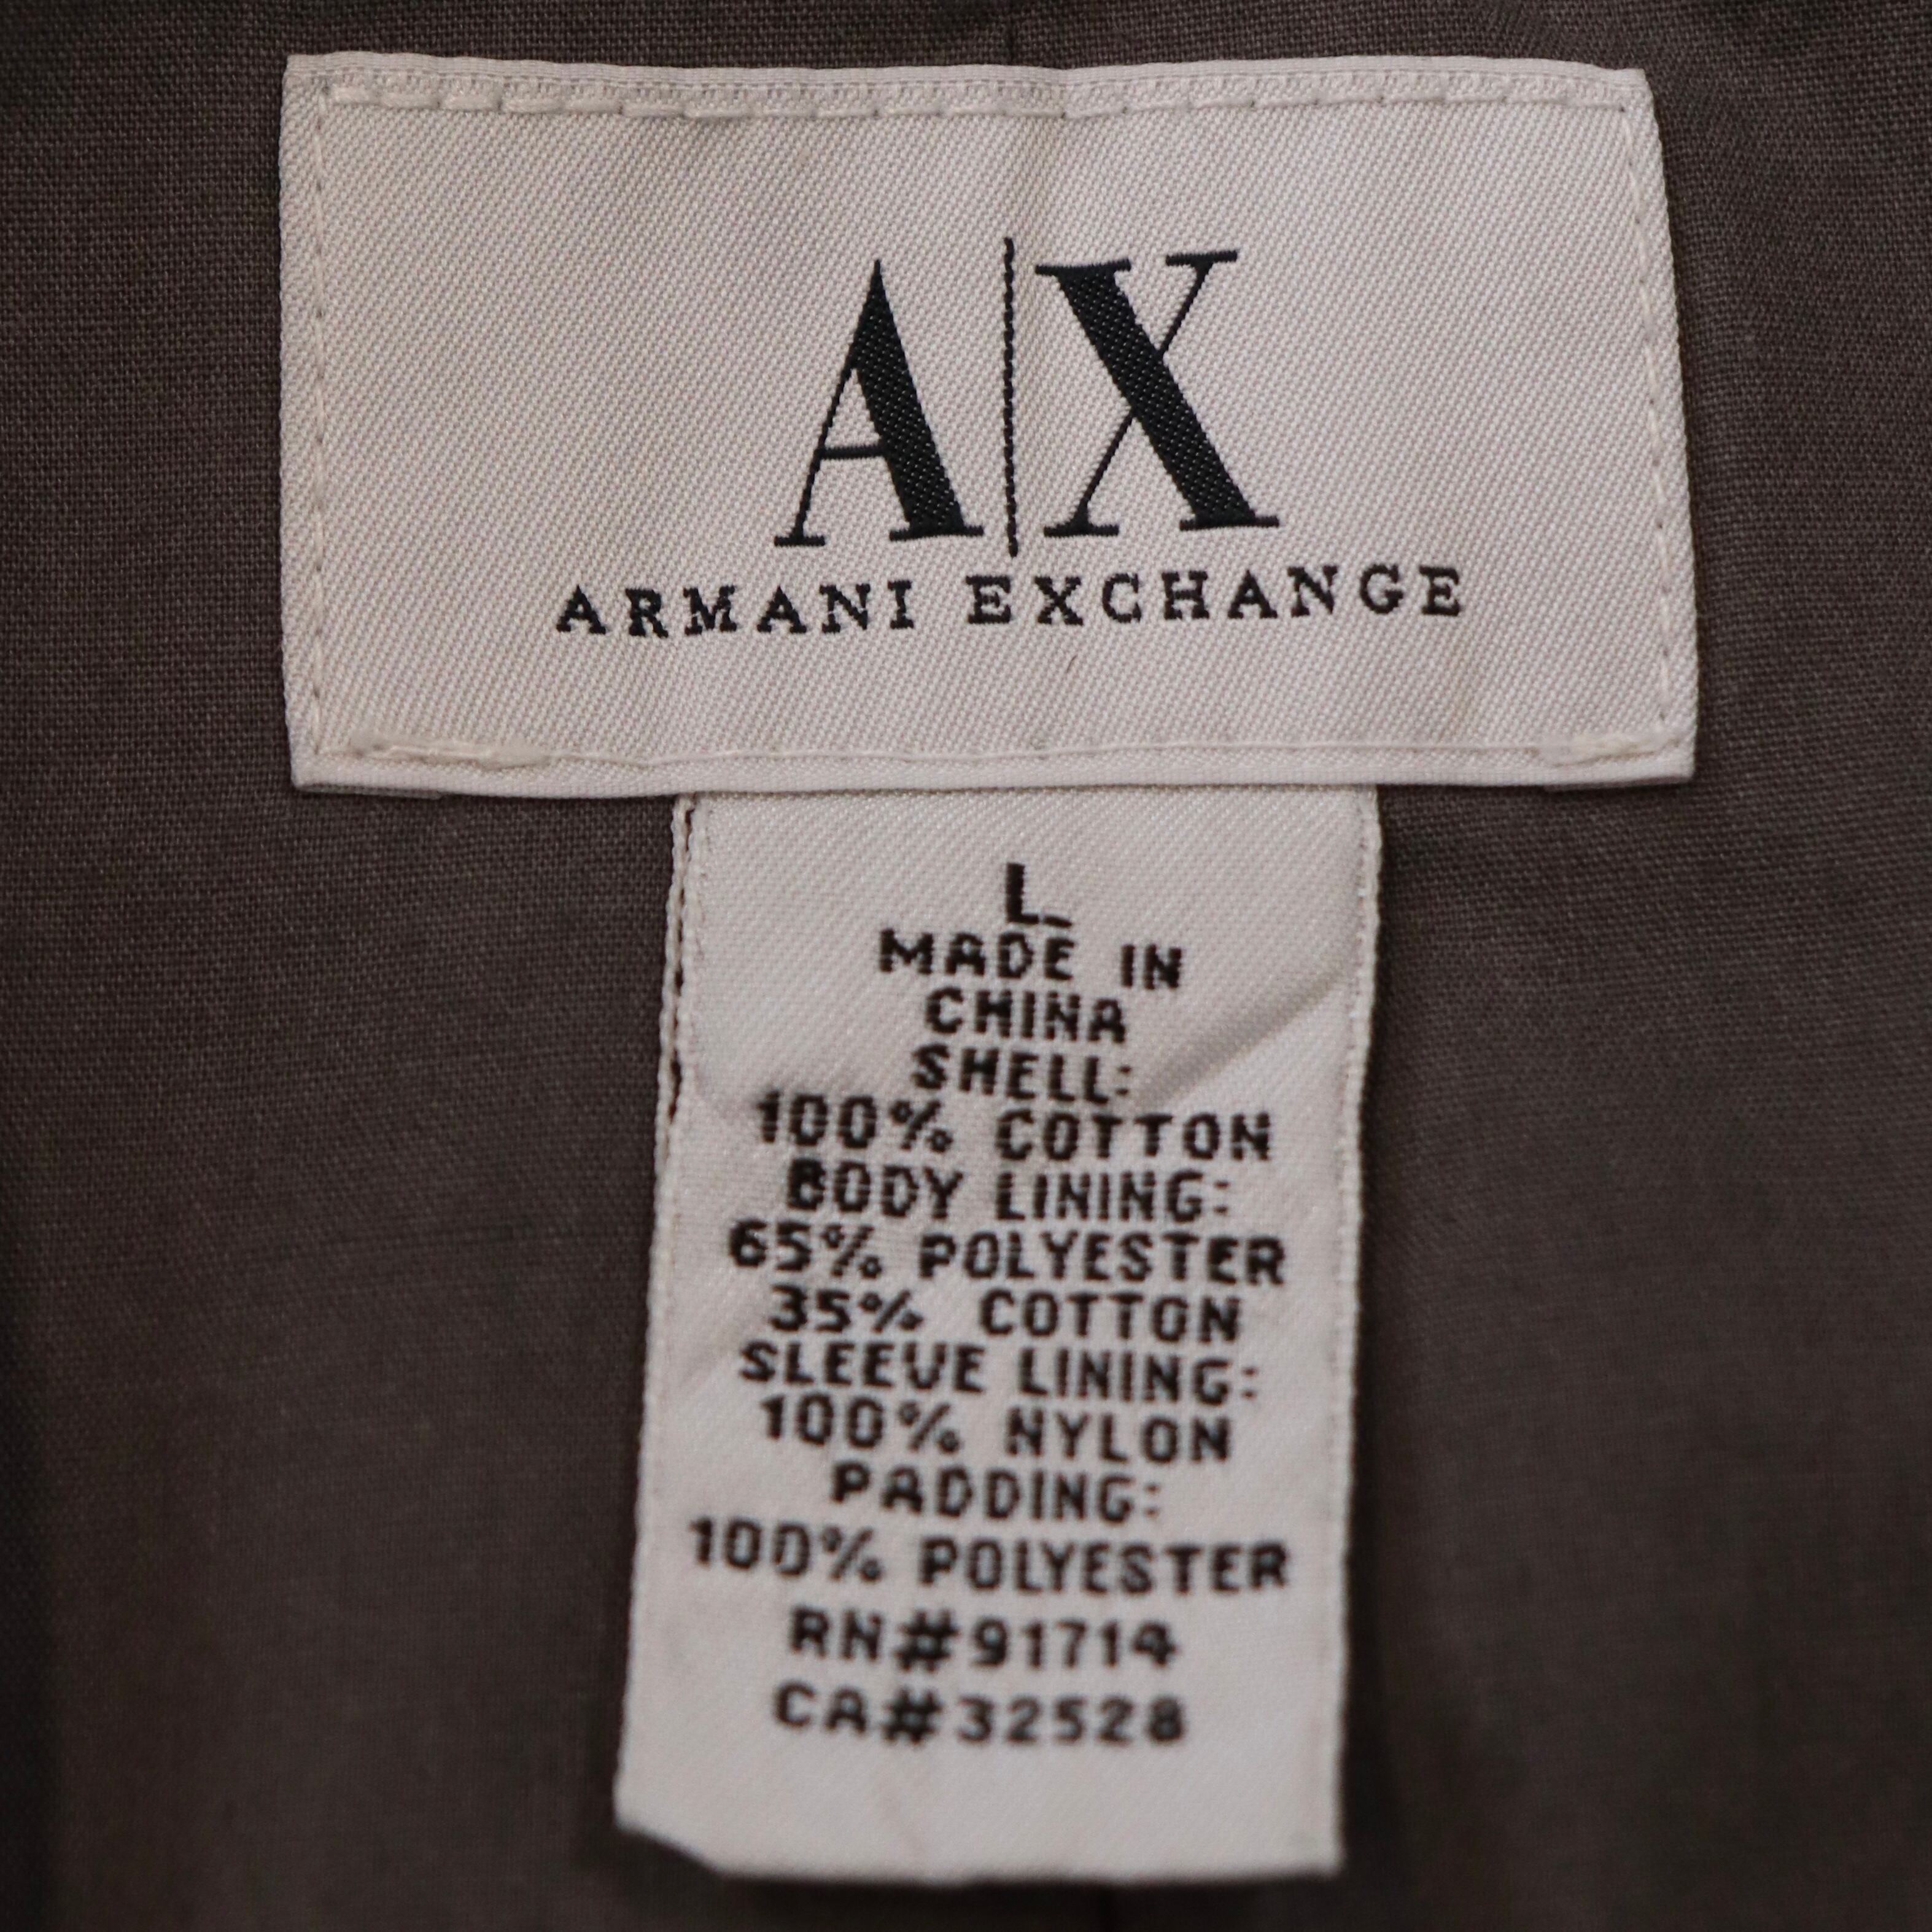 A|X
ARMANI EXCHANGE
L
MADE IN
CHINA
SHELL:
100% COTTON
BODY LINING:
65% POLYESTER
35% COTTON
SLEEVE LINING:
100% NYLON
PADDING:
100% POLYESTER
RN#91714
CA#32528